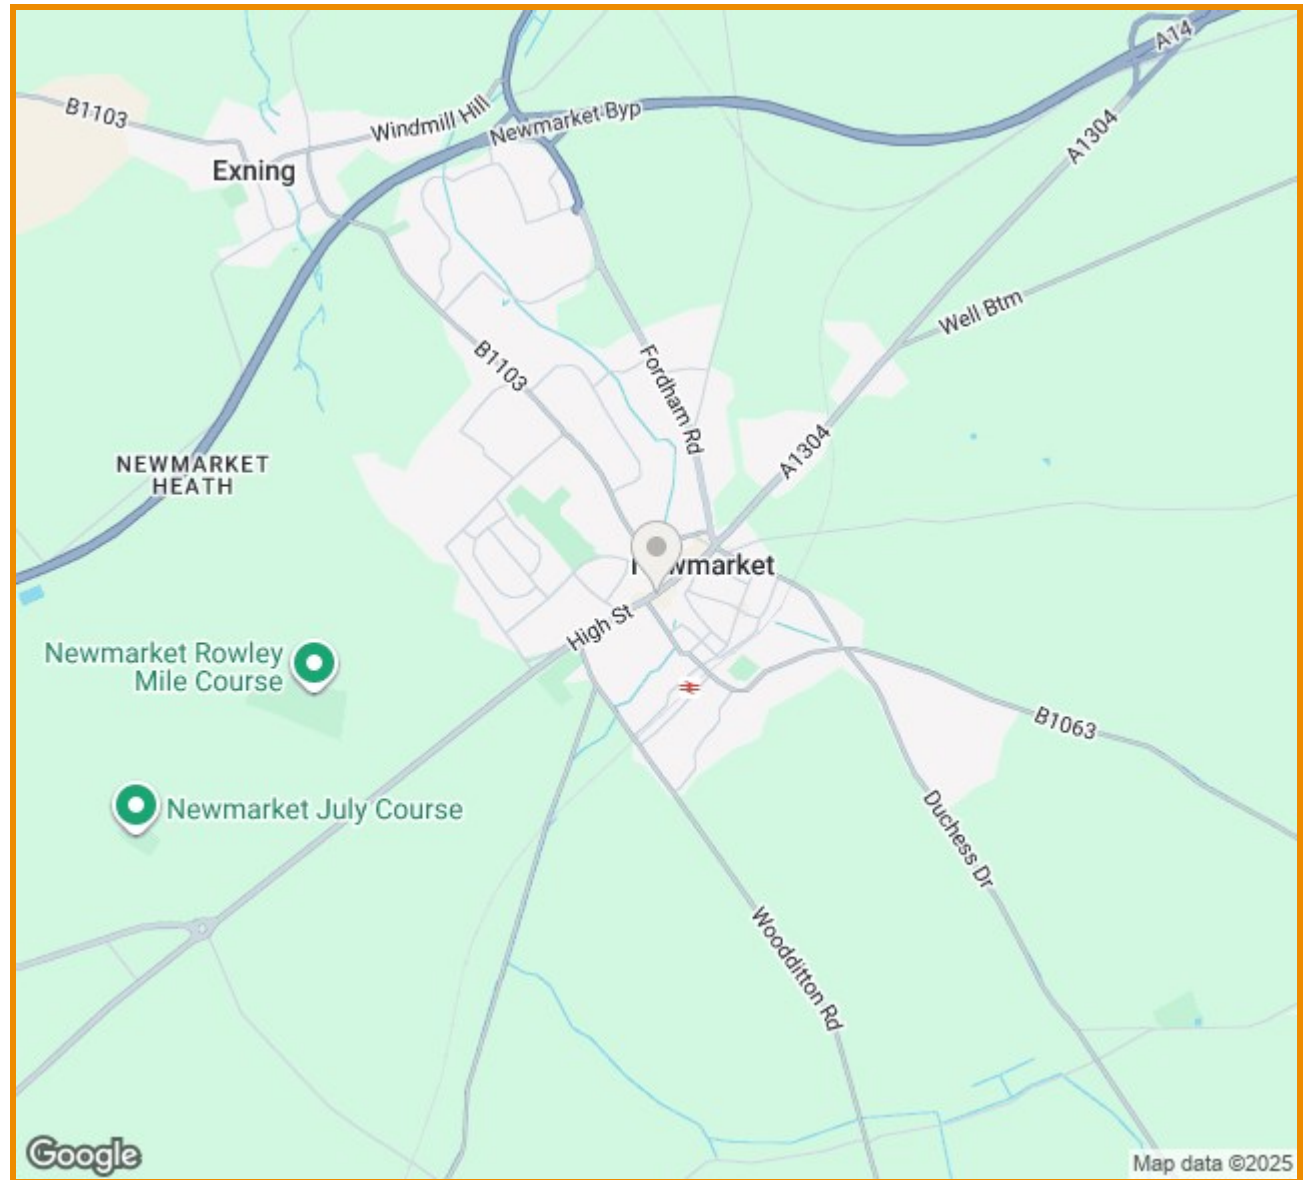 A14
B1103
Windmill Hill
Newmarket Byp
A1304
Exning
Well Btm
B1103
Fordham Rd
A1304
NEWMARKET
HEATH
Newmarket
High St
Newmarket Rowley
Mile Course
B1063
Newmarket July Course
Duchess Dr
Woodditton Rd
Google
Map data ©2025